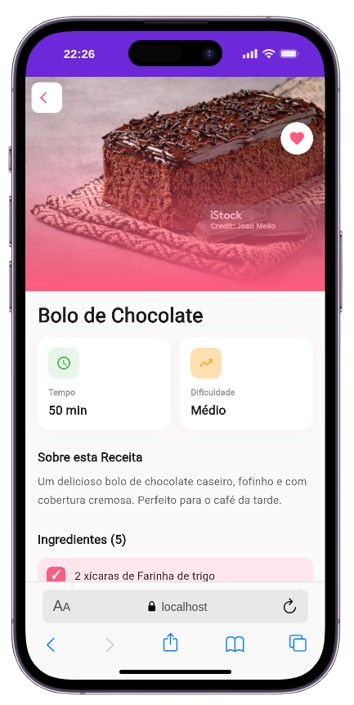 22:26
iStock
Credit: Joao Mello
Bolo de Chocolate
Tempo
50 min
Dificuldade
Médio
Sobre esta Receita
Um delicioso bolo de chocolate caseiro, fofinho e com
cobertura cremosa. Perfeito para o café da tarde.
Ingredientes (5)
2 xícaras de Farinha de trigo
AA
localhost